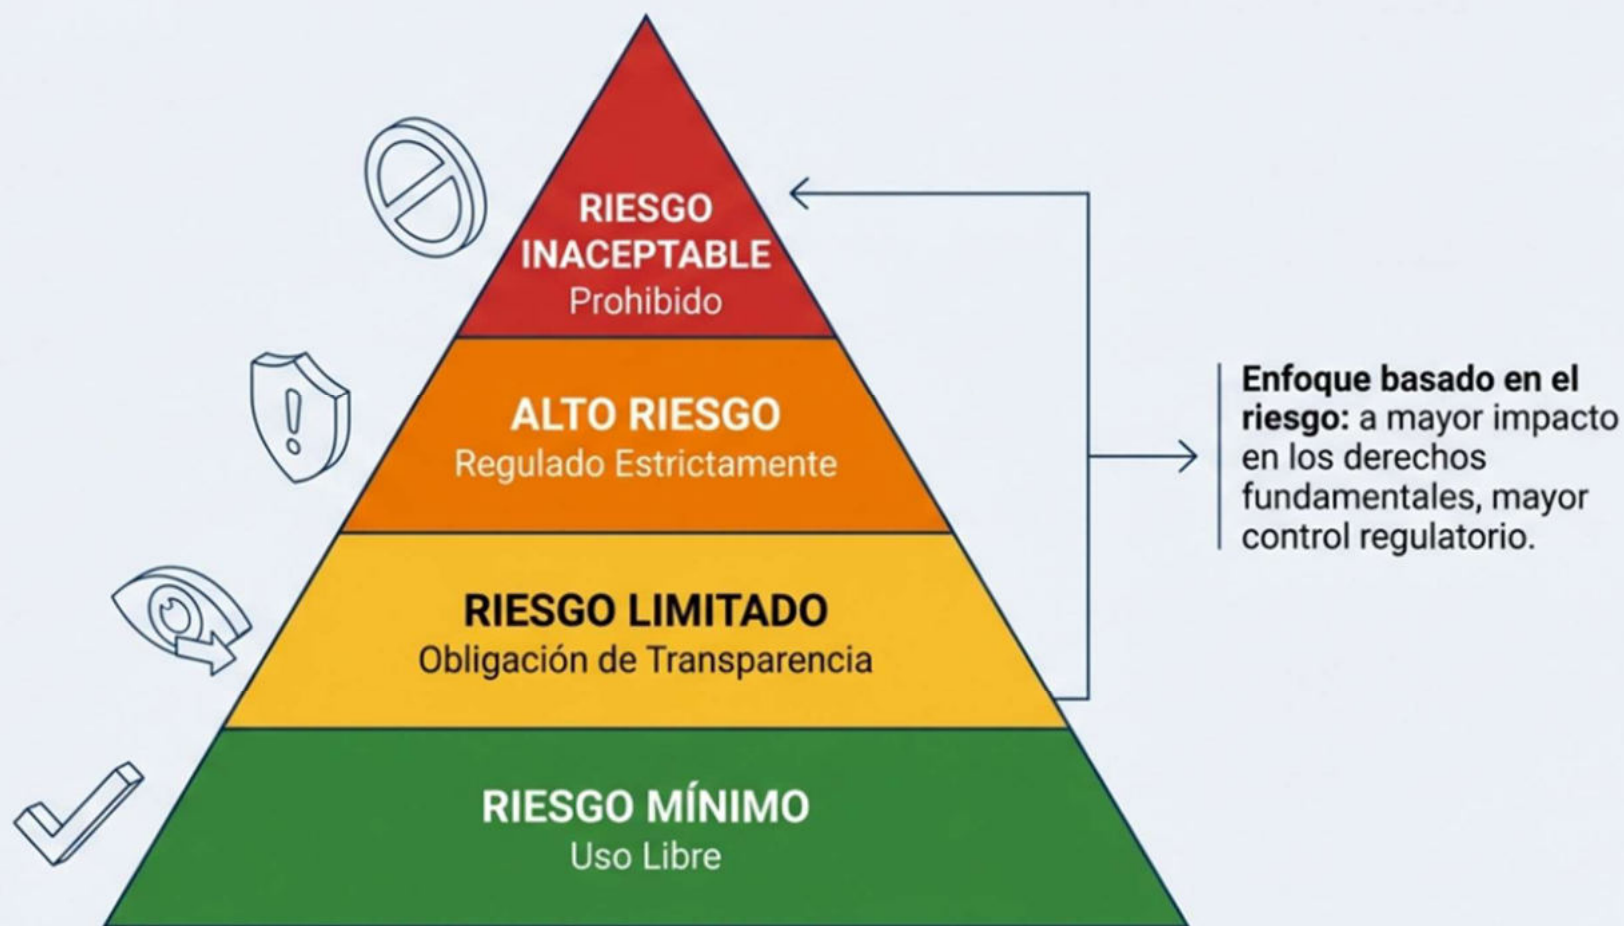 RIESGO
INACEPTABLE
Prohibido
ALTO RIESGO
Regulado Estrictamente
RIESGO LIMITADO
Obligación de Transparencia
RIESGO MÍNIMO
Uso Libre
Enfoque basado en el
riesgo: a mayor impacto
en los derechos
fundamentales, mayor
control regulatorio.